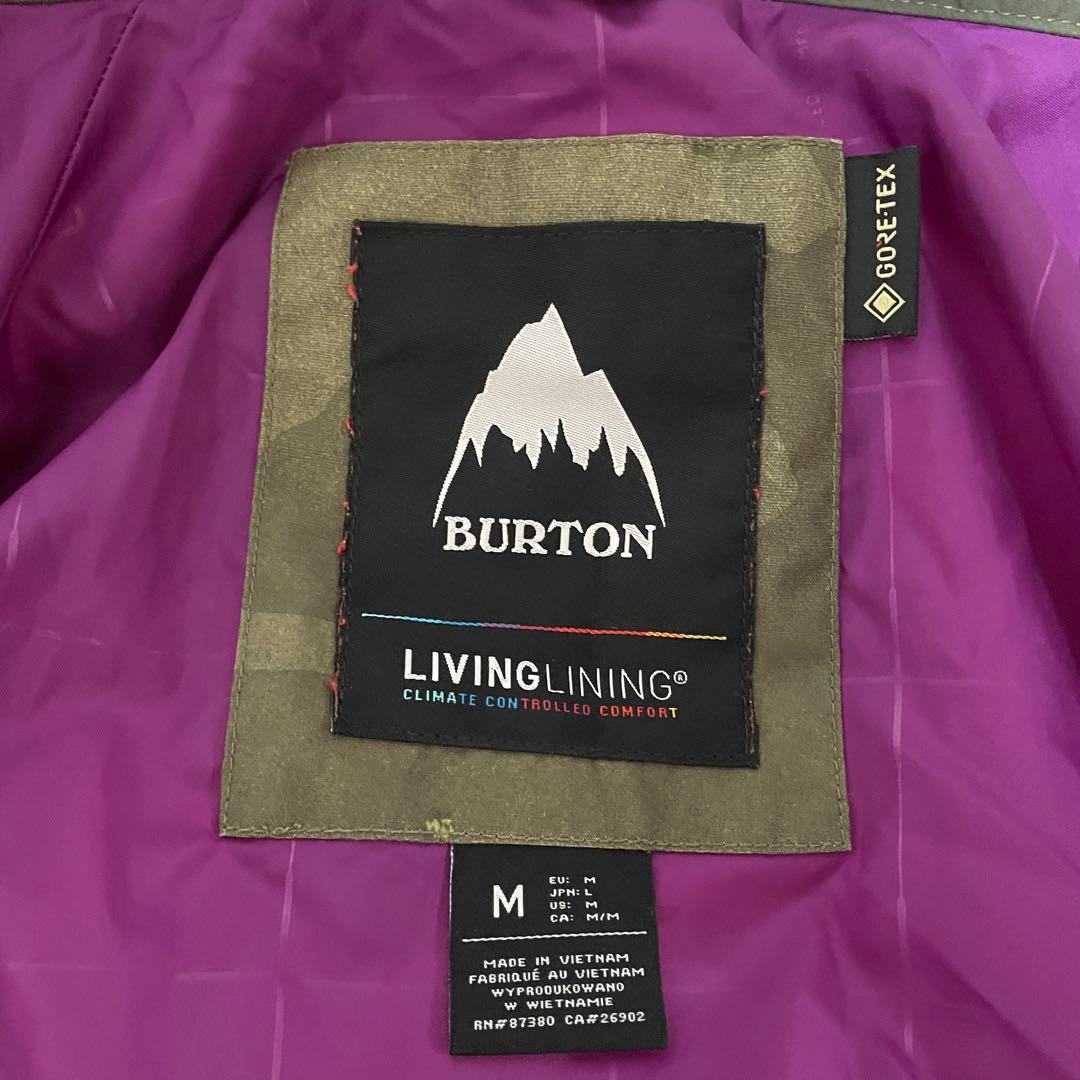 GORE-TEX
BURTON
LIVINGLINING®
CLIMATE CONTROLLED COMFORT
M
EU: M
JPN: L
US: M
CA: M/M
MADE IN VIETNAM
FABRIQUÉ AU VIETNAM
WYPRODUKOWANO
W WIETNAMIE
RN#87380 CA#26902